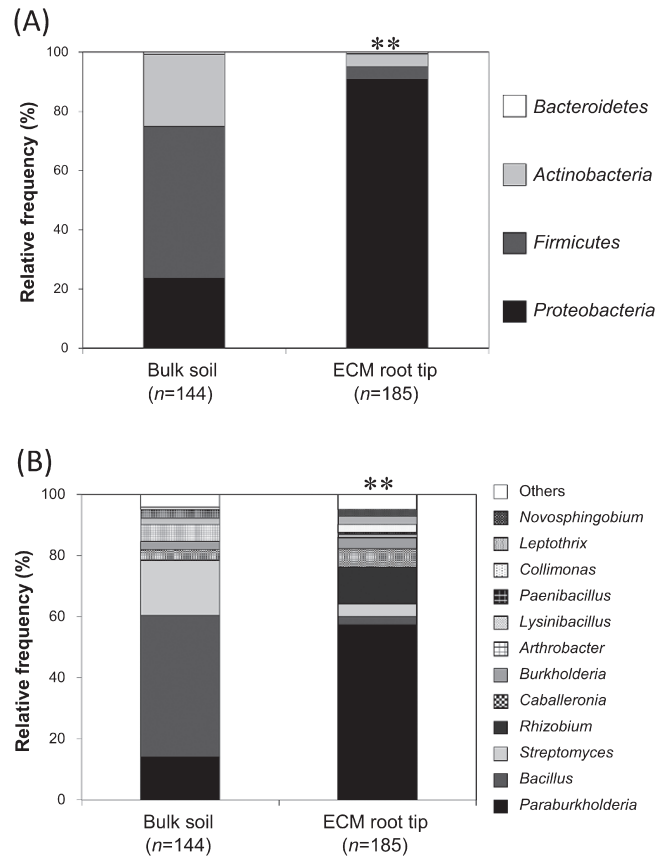 (A)
**
100
80
60
40
20
0
Relative frequency (%)
Bulk soil
(n=144)
ECM root tip
(n=185)
Bacteroidetes
Actinobacteria
Firmicutes
Proteobacteria
(B)
**
100
80
60
40
20
0
Relative frequency (%)
Bulk soil
(n=144)
ECM root tip
(n=185)
Others
Novosphingobium
Leptothrix
Collimonas
Paenibacillus
Lysinibacillus
Arthrobacter
Burkholderia
Caballeronia
Rhizobium
Streptomyces
Bacillus
Paraburkholderia